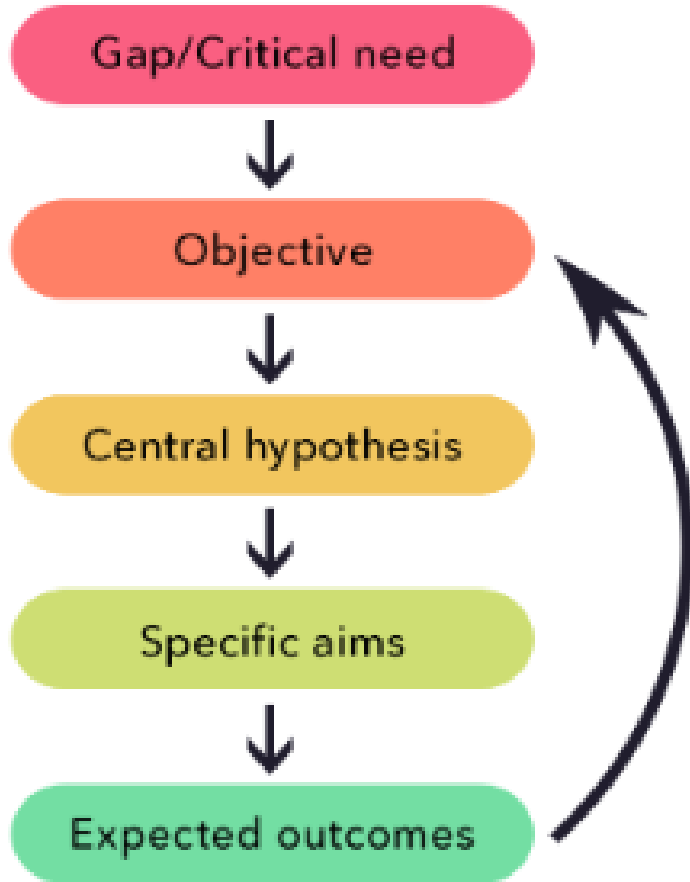 Gap/Critical need
Objective
Central hypothesis
Specific aims
Expected outcomes